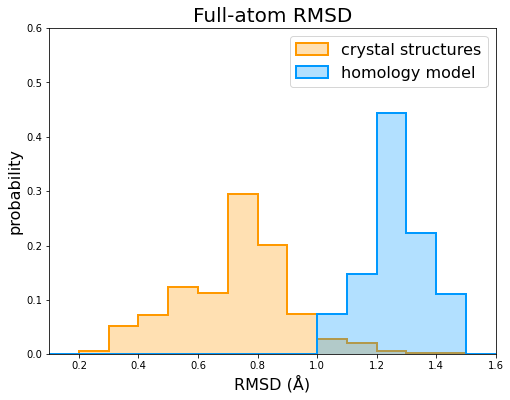 Full-atom RMSD
crystal structures
homology model
probability
0.6
0.5
0.4
0.3
0.2
0.1
0.0
0.2 0.4 0.6 0.8 1.0 1.2 1.4 1.6
RMSD (Å)